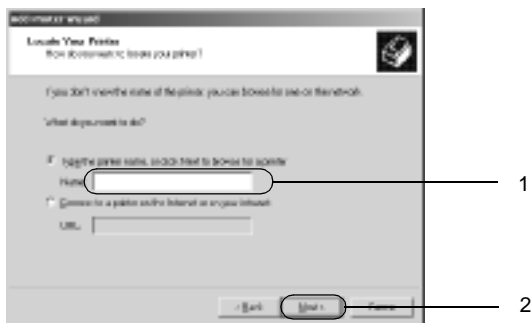 Add Printer Wizard
Locate Your Printer
How do you want to locate your printer?
If you don't know the name of the printer, you can browse for one on the network.
What do you want to do?
Type the printer name, or click Next to browse for a printer
Name:
1
Connect to a printer on the Internet or on your intranet
URL:
< Back Next > Cancel
2